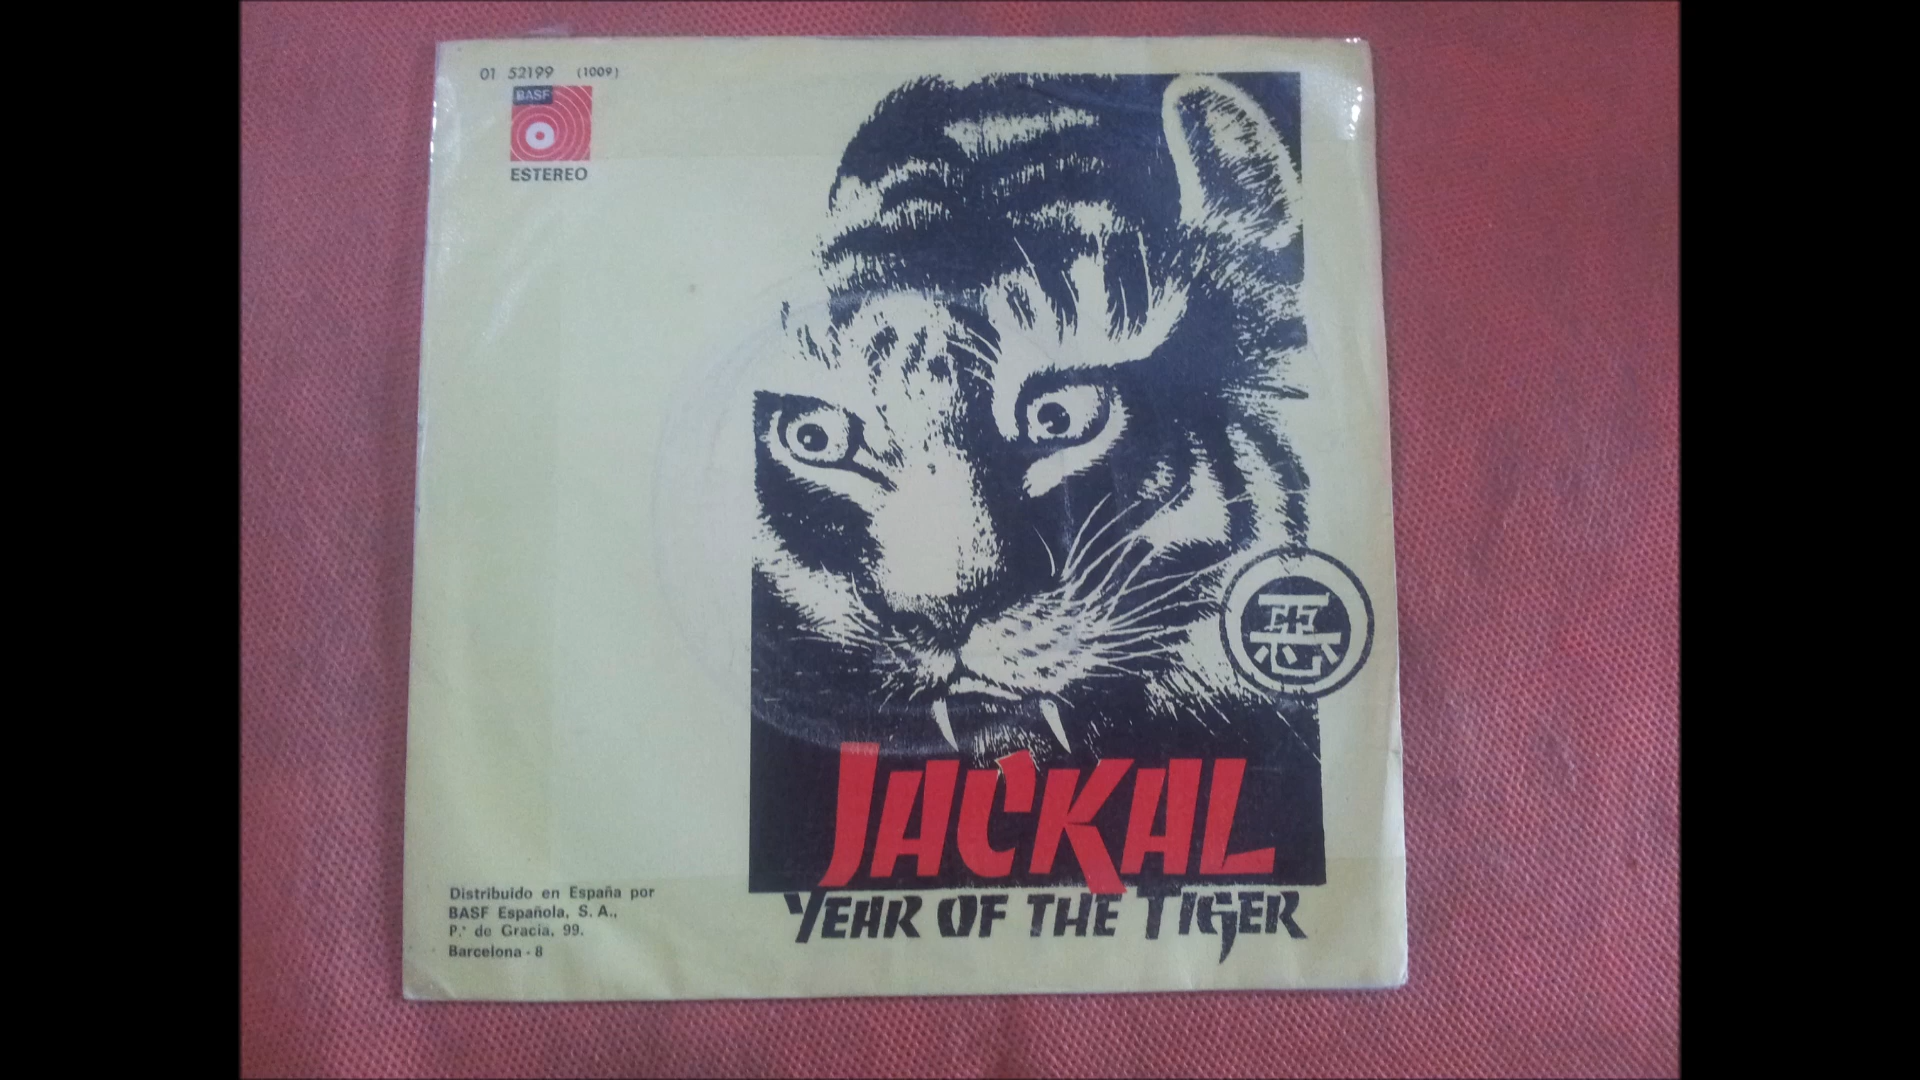 01 52199 (1009)
BASF
ESTEREO
悪
JACKAL
YEAR OF THE TIGER
Distribuido en España por
BASF Española, S. A.,
P.º de Gracia, 99.
Barcelona - 8